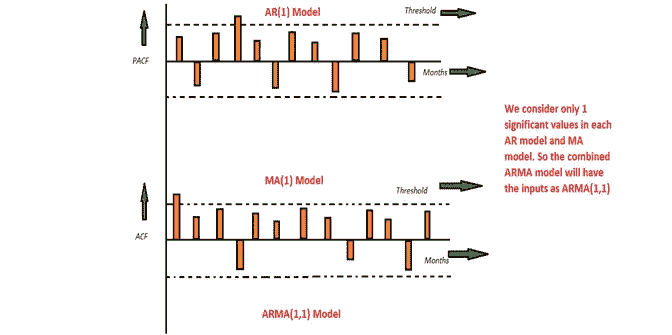 AR(1) Model
Threshold
PACF
Months
We consider only 1
significant values in each
AR model and MA
model. So the combined
ARMA model will have
the inputs as ARMA(1,1)
MA(1) Model
Threshold
ACF
Months
ARMA(1,1) Model